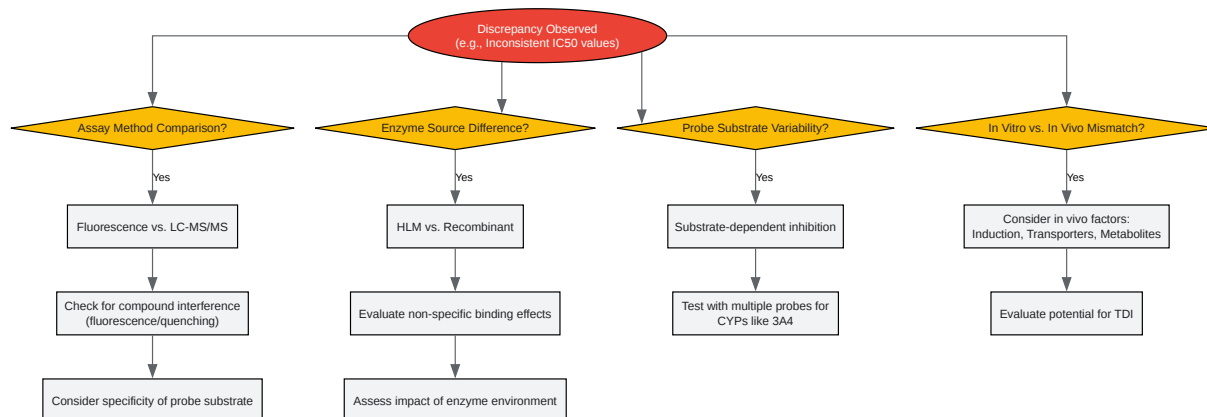 Discrepancy Observed
(e.g., Inconsistent IC50 values)
Assay Method Comparison?
Enzyme Source Difference?
Probe Substrate Variability?
In Vitro vs. In Vivo Mismatch?
Yes
Yes
Yes
Yes
Fluorescence vs. LC-MS/MS
HLM vs. Recombinant
Substrate-dependent inhibition
Consider in vivo factors:
Induction, Transporters, Metabolites
Check for compound interference
(fluorescence/quenching)
Evaluate non-specific binding effects
Test with multiple probes for
CYPs like 3A4
Evaluate potential for TDI
Consider specificity of probe substrate
Assess impact of enzyme environment